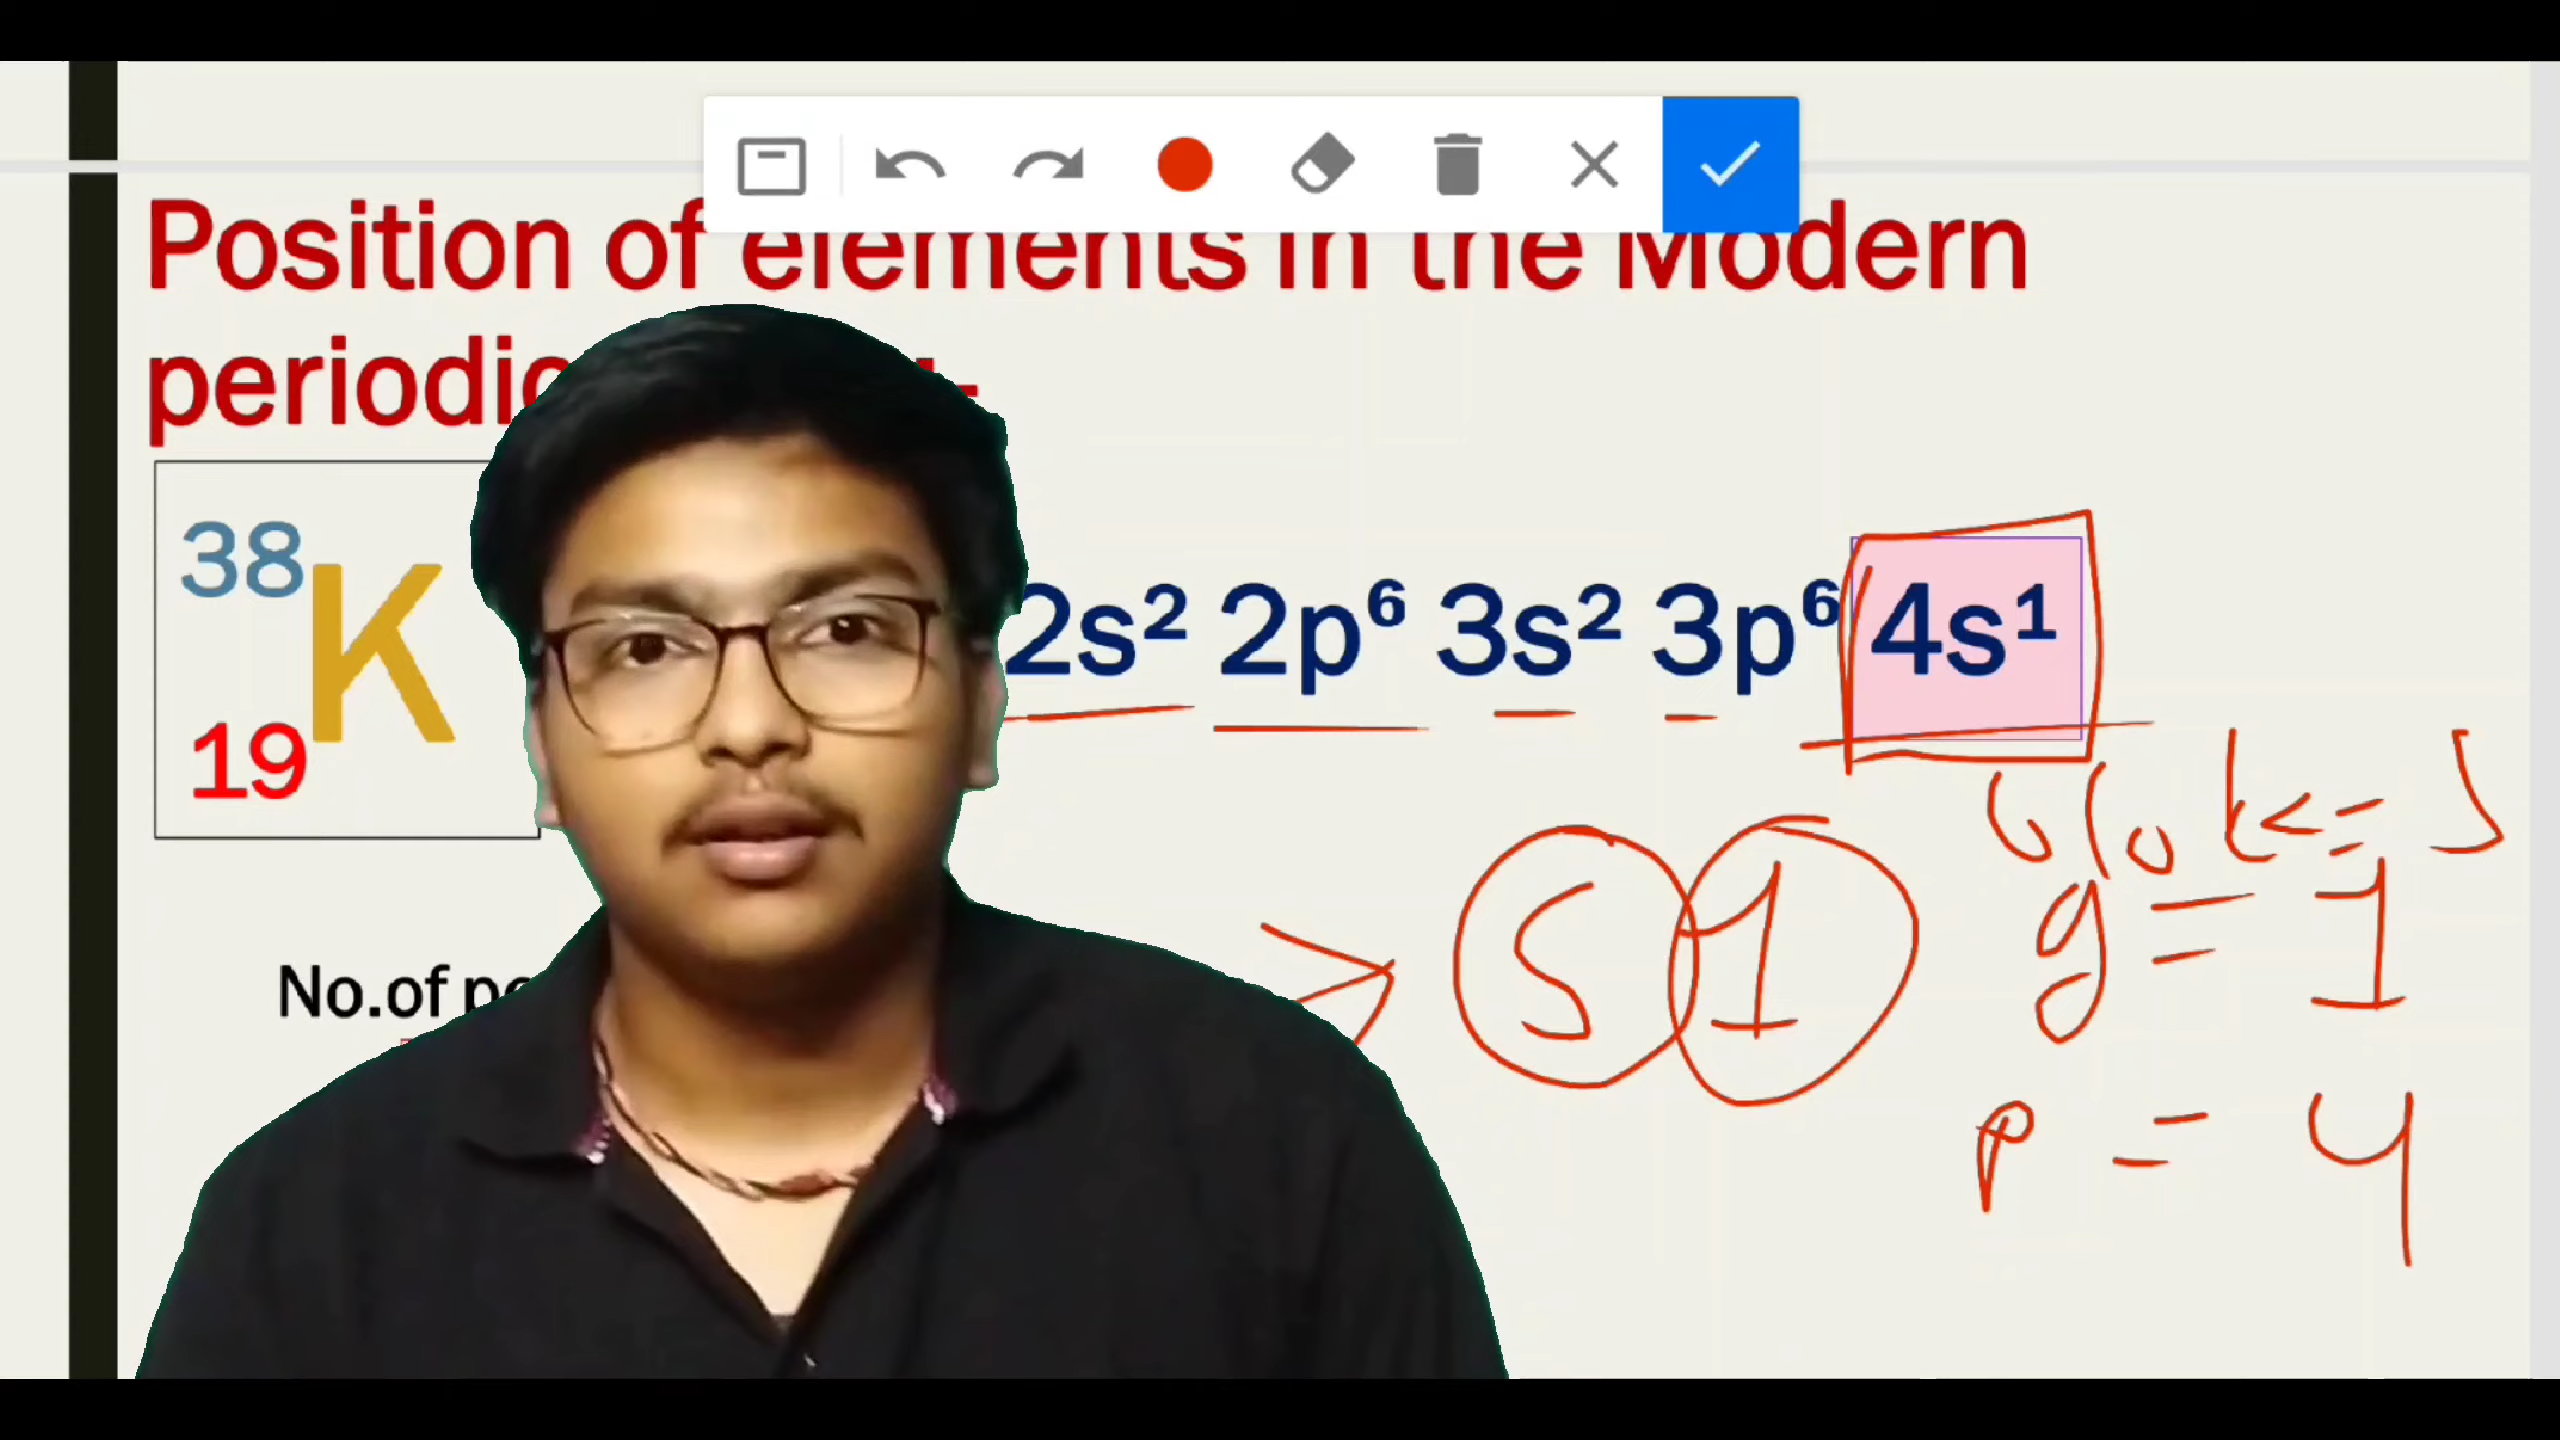 Position of elements in the Modern
periodic
38
K
19
2s² 2p⁶ 3s² 3p⁶ 4s¹
block = s
S 1
g = 1
No.of
p = 4